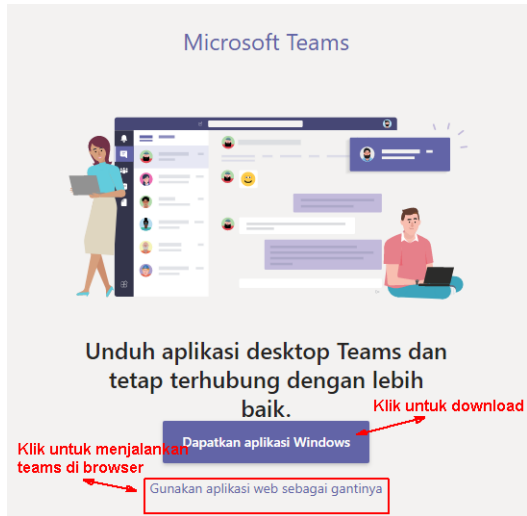 Microsoft Teams
Unduh aplikasi desktop Teams dan
tetap terhubung dengan lebih
baik.
Klik untuk download
Dapatkan aplikasi Windows
Klik untuk menjalankan
teams di browser
Gunakan aplikasi web sebagai gantinya